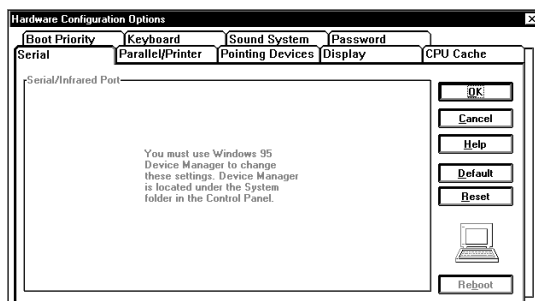 Hardware Configuration Options
Boot Priority Keyboard Sound System Password
Serial Parallel/Printer Pointing Devices Display CPU Cache
Serial/Infrared Port
You must use Windows 95
Device Manager to change
these settings. Device Manager
is located under the System
folder in the Control Panel.
OK
Cancel
Help
Default
Reset
Reboot